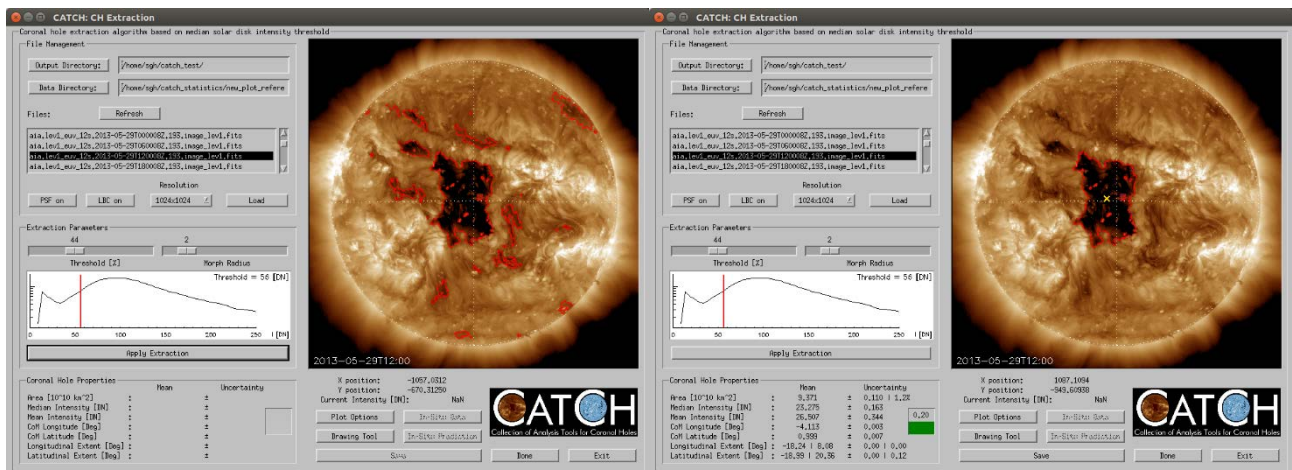 CATCH: CH Extraction
Coronal hole extraction algorithm based on median solar disk intensity threshold
File Management
Output Directory: /home/sgh/catch_test/
Data Directory: /home/sgh/catch_statistics/new_plot_refere
Files: Refresh
aia.lev1_euv_12s.2013-05-29T000008Z.193.image_lev1.fits
aia.lev1_euv_12s.2013-05-29T060008Z.193.image_lev1.fits
aia.lev1_euv_12s.2013-05-29T120008Z.193.image_lev1.fits
aia.lev1_euv_12s.2013-05-29T180008Z.193.image_lev1.fits
Resolution
PSF on LBC on 1024x1024 Load
Extraction Parameters
44 2
Threshold [%] Morph Radius
Threshold = 56 [DN]
0 50 100 150 200 250 I [DN]
Apply Extraction
2013-05-29T12:00
Coronal Hole Properties
Mean Uncertainty
Area [10^10 km^2] : ±
Median Intensity [DN] : ±
Mean Intensity [DN] : ±
CoM Longitude [Deg] : ±
CoM Latitude [Deg] : ±
Longitudinal Extent [Deg] : ±
Latitudinal Extent [Deg] : ±
X position: -1057.0312
Y position: -670.31250
Current Intensity [DN]: NaN
Plot Options In-Situ Data
Drawing Tool In-Situ Prediction
CATCH
Collection of Analysis Tools for Coronal Holes
Save Done Exit
CATCH: CH Extraction
Coronal hole extraction algorithm based on median solar disk intensity threshold
File Management
Output Directory: /home/sgh/catch_test/
Data Directory: /home/sgh/catch_statistics/new_plot_refere
Files: Refresh
aia.lev1_euv_12s.2013-05-29T000008Z.193.image_lev1.fits
aia.lev1_euv_12s.2013-05-29T060008Z.193.image_lev1.fits
aia.lev1_euv_12s.2013-05-29T120008Z.193.image_lev1.fits
aia.lev1_euv_12s.2013-05-29T180008Z.193.image_lev1.fits
Resolution
PSF on LBC on 1024x1024 Load
Extraction Parameters
44 2
Threshold [%] Morph Radius
Threshold = 56 [DN]
0 50 100 150 200 250 I [DN]
Apply Extraction
2013-05-29T12:00
Coronal Hole Properties
Mean Uncertainty
Area [10^10 km^2] : 9.371 ± 0.110 | 1.2%
Median Intensity [DN] : 23.275 ± 0.163
Mean Intensity [DN] : 26.507 ± 0.344
CoM Longitude [Deg] : -4.113 ± 0.003
CoM Latitude [Deg] : 0.999 ± 0.007
Longitudinal Extent [Deg] : -18.24 | 8.08 ± 0.00 | 0.00
Latitudinal Extent [Deg] : -18.99 | 20.36 ± 0.00 | 0.12
0.20
X position: 1087.1094
Y position: -949.60938
Current Intensity [DN]: NaN
Plot Options In-Situ Data
Drawing Tool In-Situ Prediction
CATCH
Collection of Analysis Tools for Coronal Holes
Save Done Exit